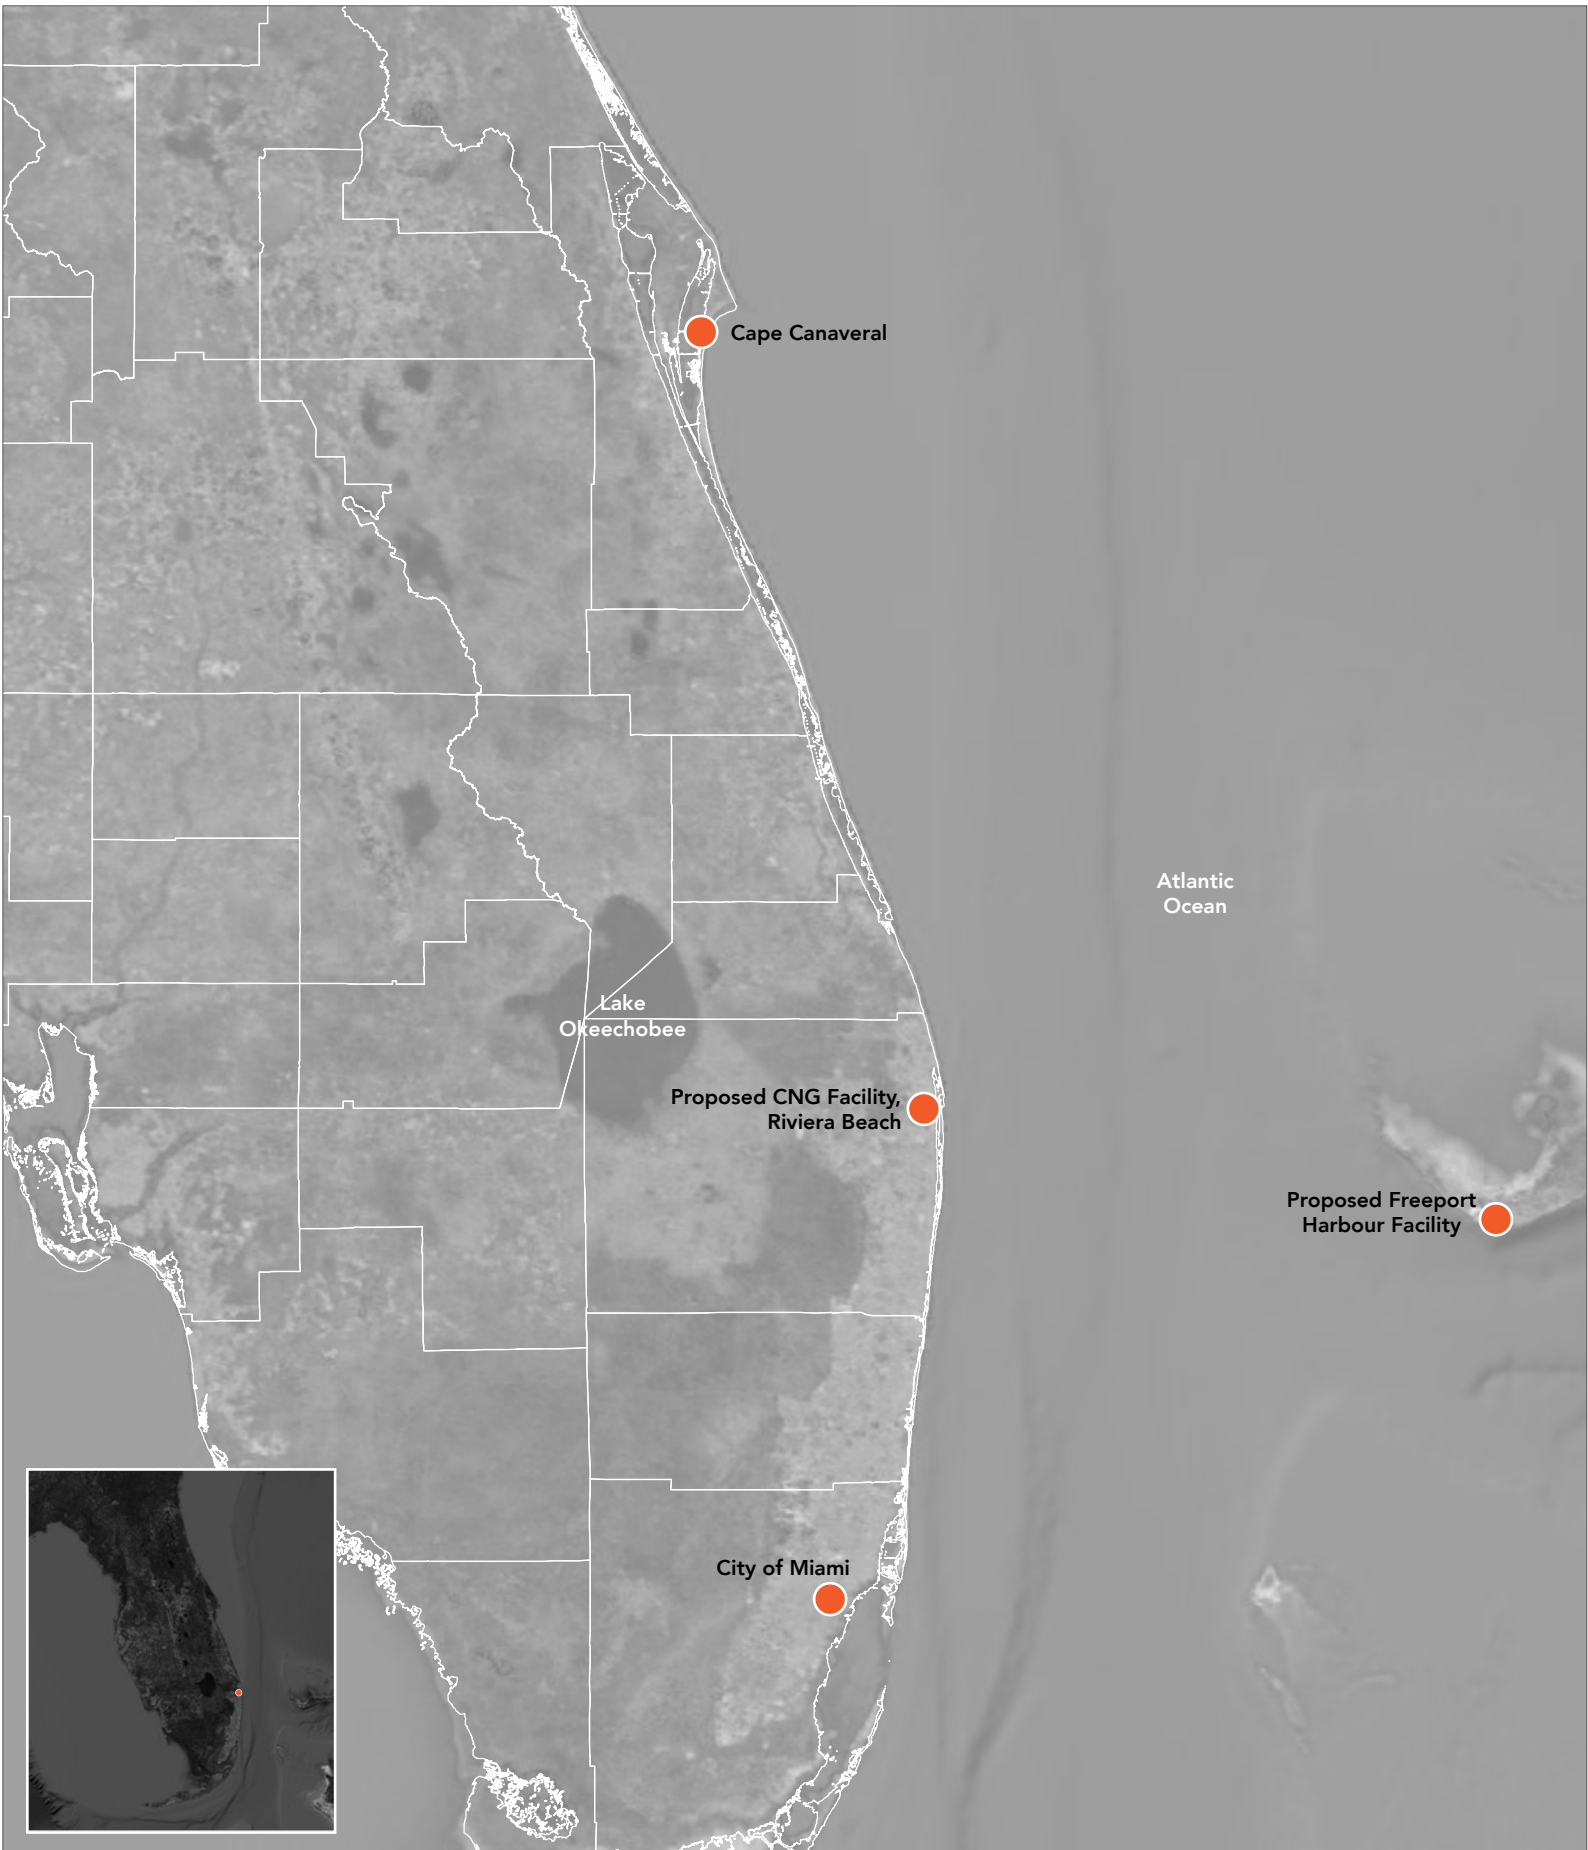 Cape Canaveral
Atlantic
Ocean
Lake
Okeechobee
Proposed CNG Facility,
Riviera Beach
Proposed Freeport
Harbour Facility
City of Miami